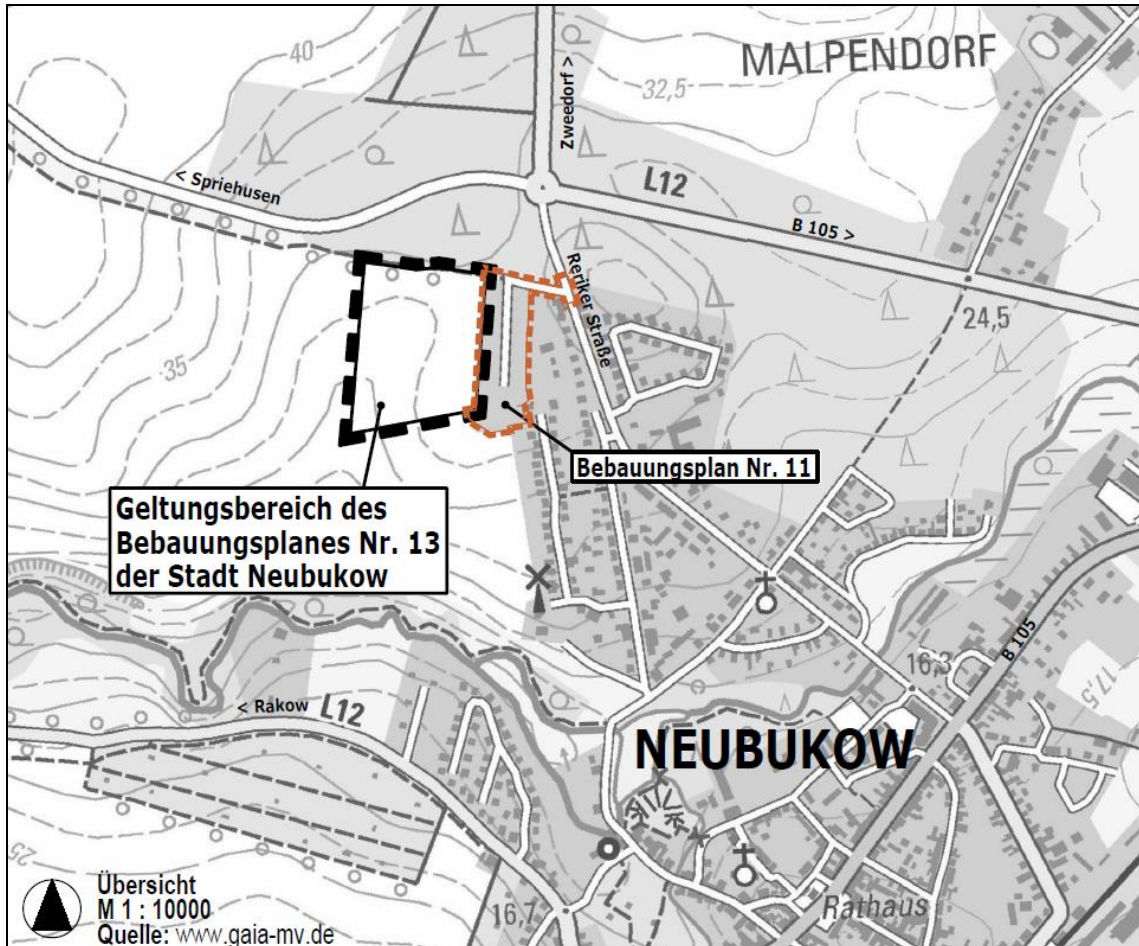 MALPENDORF
40
32,5
Zweedorf >
< Spriehusen
L12
B 105 >
Reriker Straße
24,5
35
Bebauungsplan Nr. 11
Geltungsbereich des
Bebauungsplanes Nr. 13
der Stadt Neubukow
B 105
16,3
17,5
< Rakow L12
NEUBUKOW
25
Übersicht
M 1 : 10000
Quelle: www.gaia-mv.de
16,7
Rathaus